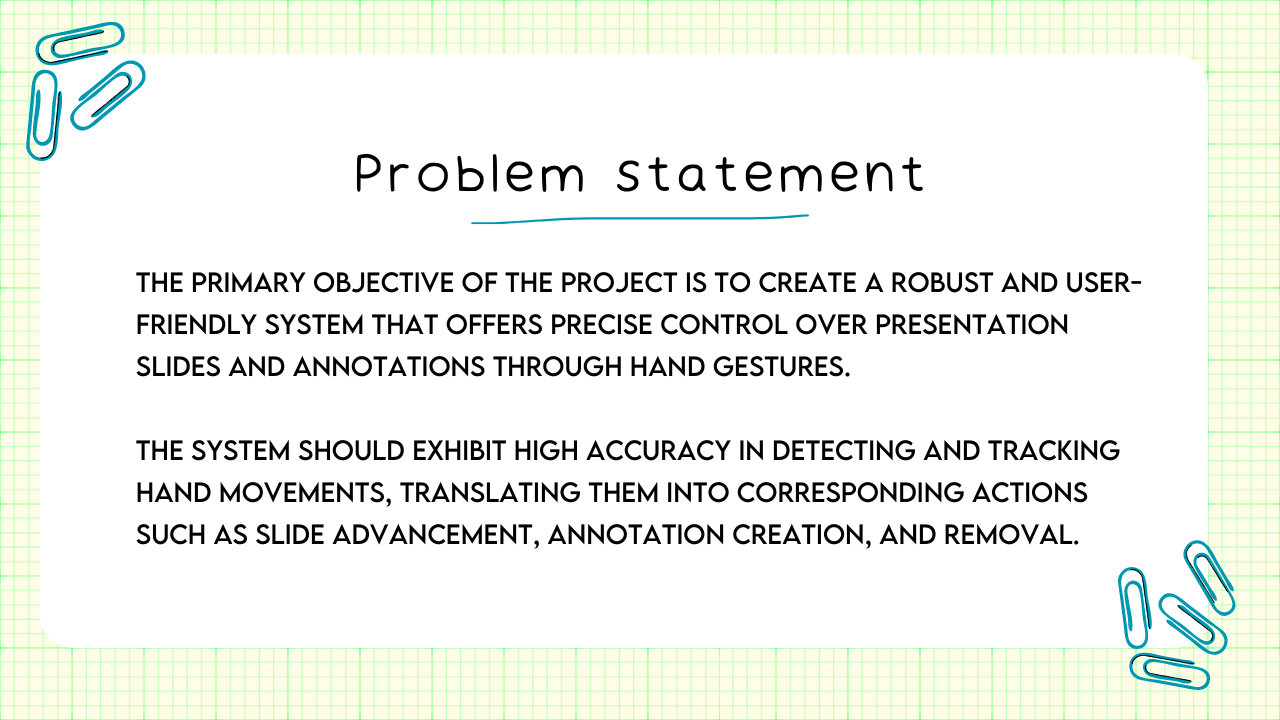 Problem statement
THE PRIMARY OBJECTIVE OF THE PROJECT IS TO CREATE A ROBUST AND USER-
FRIENDLY SYSTEM THAT OFFERS PRECISE CONTROL OVER PRESENTATION
SLIDES AND ANNOTATIONS THROUGH HAND GESTURES.
THE SYSTEM SHOULD EXHIBIT HIGH ACCURACY IN DETECTING AND TRACKING
HAND MOVEMENTS, TRANSLATING THEM INTO CORRESPONDING ACTIONS
SUCH AS SLIDE ADVANCEMENT, ANNOTATION CREATION, AND REMOVAL.